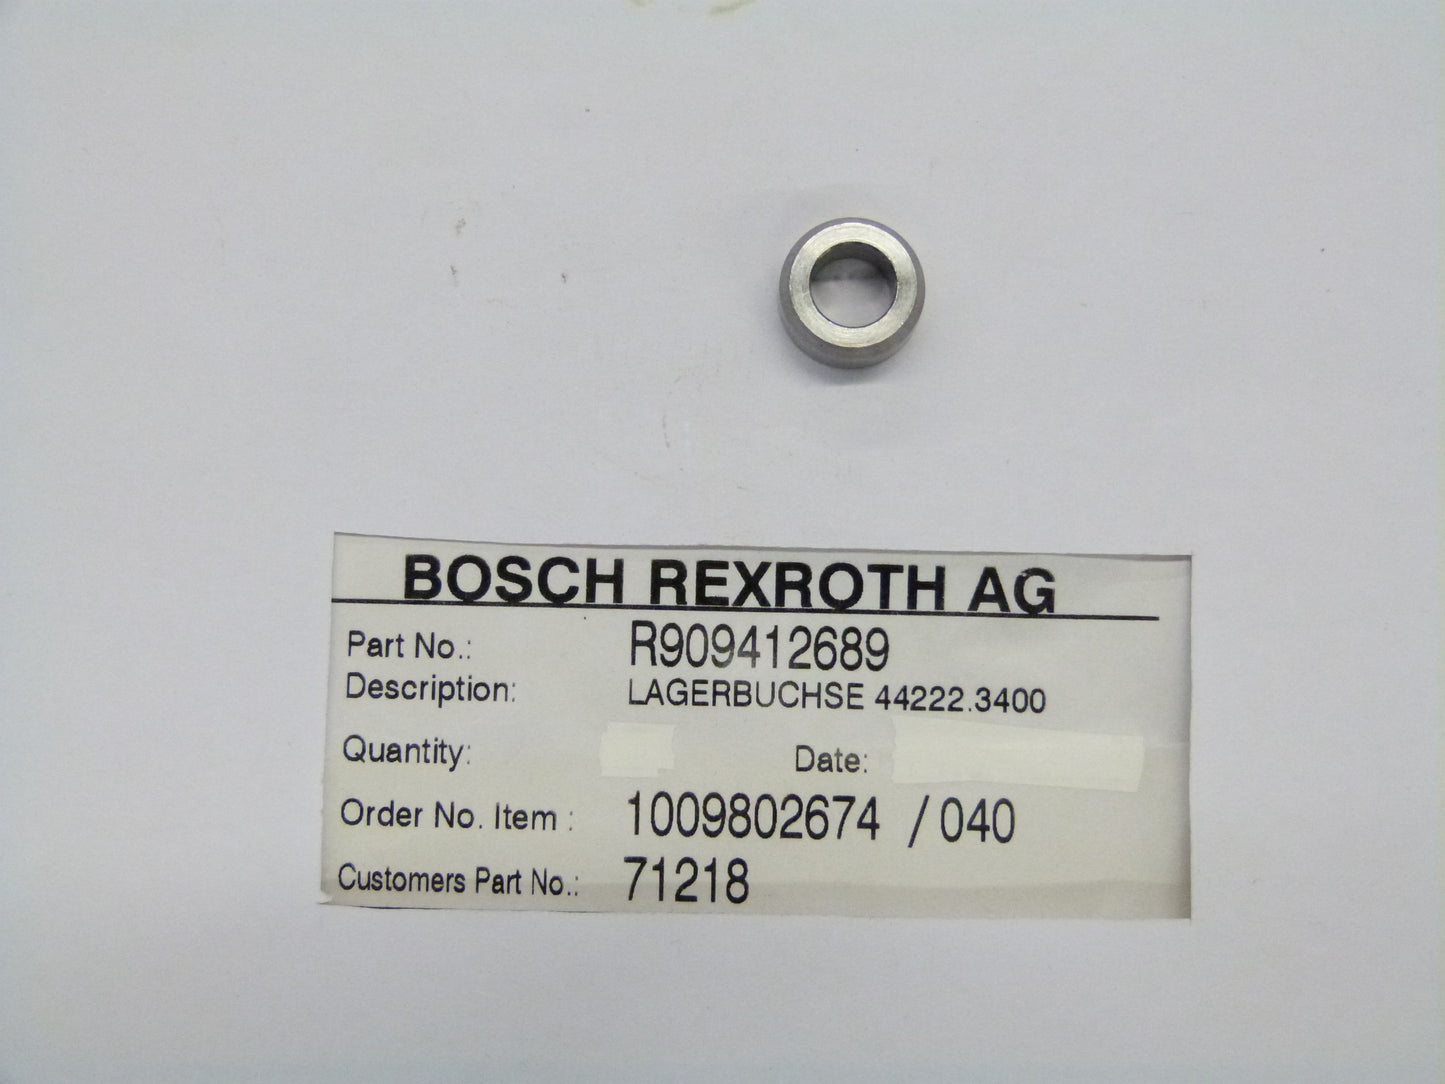 BOSCH REXROTH AG
Part No.: R909412689
Description: LAGERBUCHSE 44222.3400
Quantity: Date:
Order No. Item : 1009802674 / 040
Customers Part No.: 71218